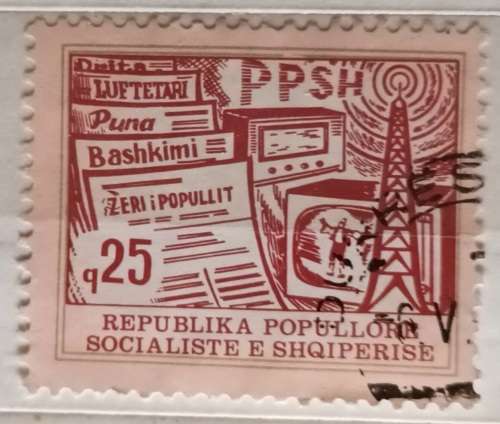 Drita
LUFTETARI
Puna
Bashkimi
ZERI i POPULLIT
PPSH
q25
REPUBLIKA POPULLORE
SOCIALISTE E SHQIPERISE